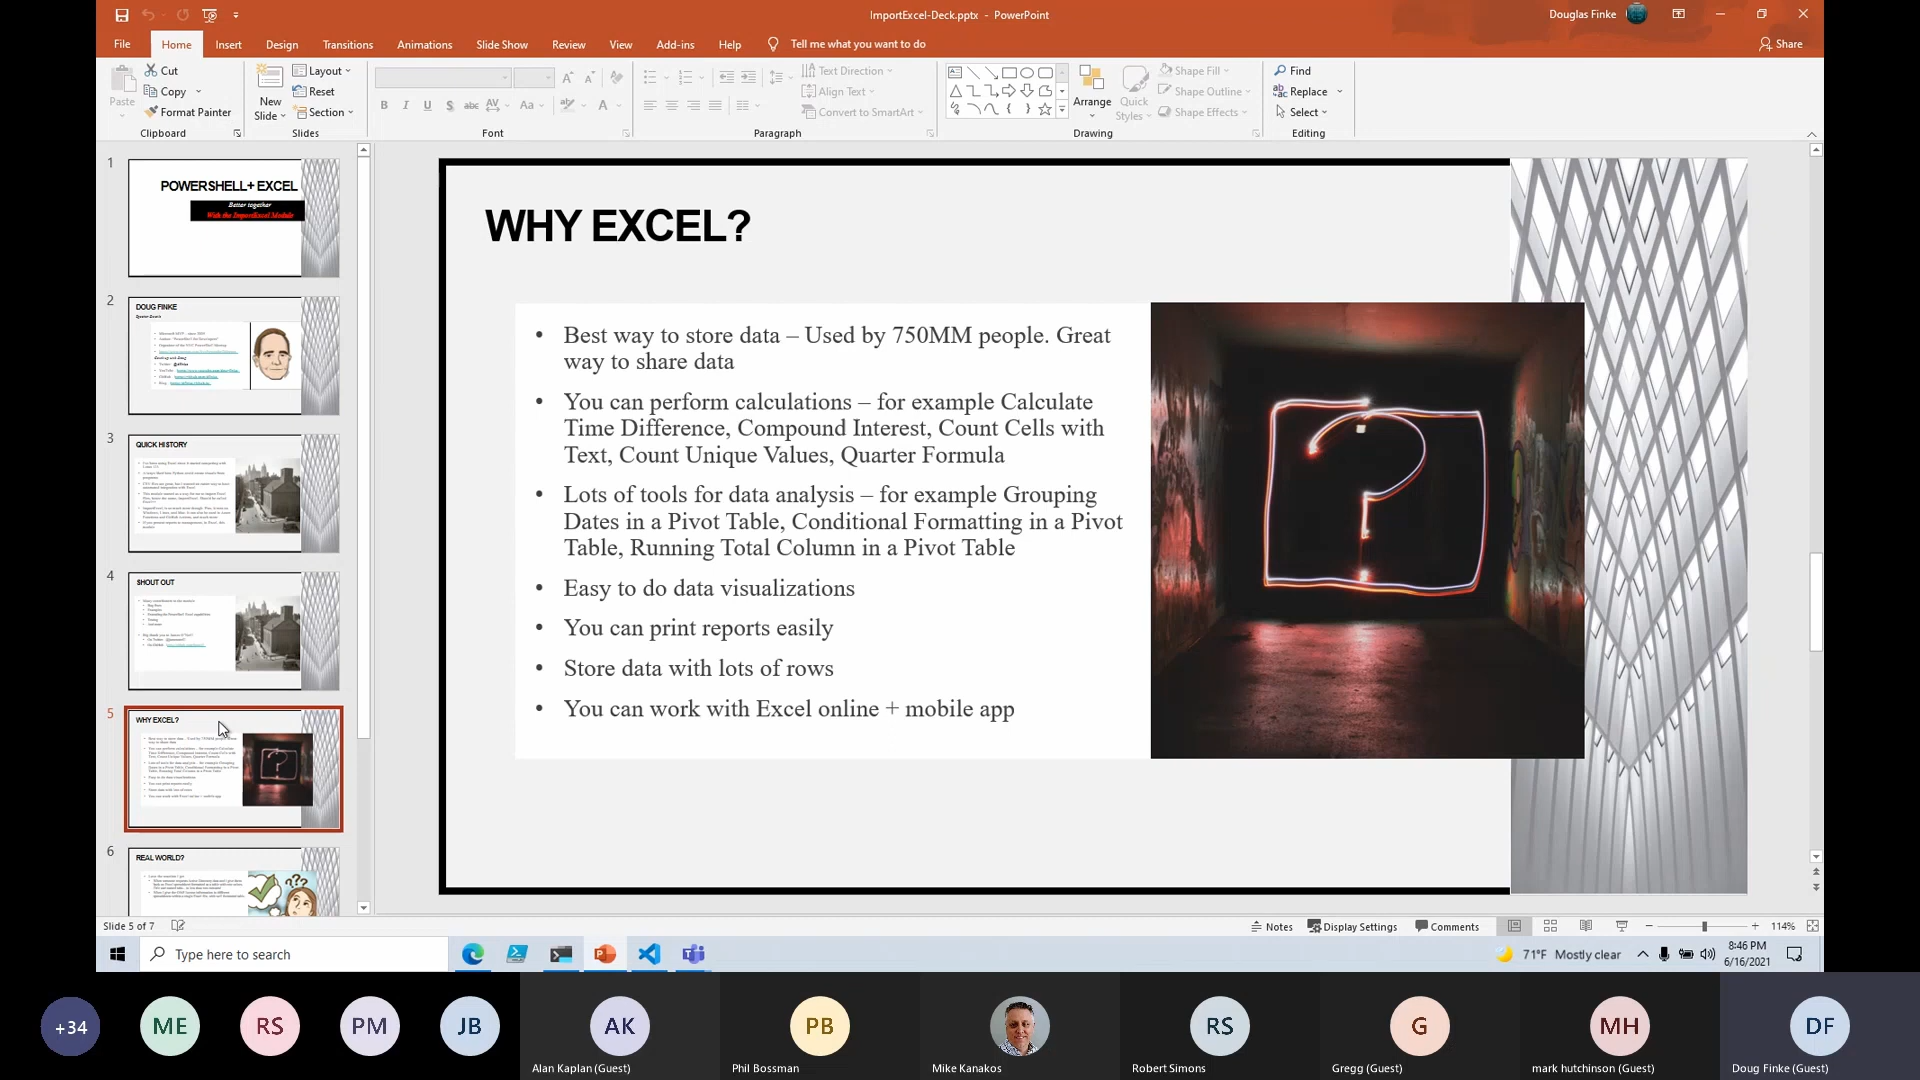 ImportExcel-Deck.pptx - PowerPoint
Douglas Finke
File Home Insert Design Transitions Animations Slide Show Review View Add-ins Help Tell me what you want to do
Share
Paste
Cut
Copy
Format Painter
Clipboard
New
Slide
Layout
Reset
Section
Slides
Font
Text Direction
Align Text
Convert to SmartArt
Paragraph
Arrange
Quick
Styles
Shape Fill
Shape Outline
Shape Effects
Drawing
Find
Replace
Select
Editing
1
POWERSHELL+ EXCEL
Better together
With the ImportExcel Module
2
DOUG FINKE
3
QUICK HISTORY
4
SHOUT OUT
5
WHY EXCEL?
6
REAL WORLD?
WHY EXCEL?
• Best way to store data – Used by 750MM people. Great
way to share data
• You can perform calculations – for example Calculate
Time Difference, Compound Interest, Count Cells with
Text, Count Unique Values, Quarter Formula
• Lots of tools for data analysis – for example Grouping
Dates in a Pivot Table, Conditional Formatting in a Pivot
Table, Running Total Column in a Pivot Table
• Easy to do data visualizations
• You can print reports easily
• Store data with lots of rows
• You can work with Excel online + mobile app
Slide 5 of 7
Notes
Display Settings
Comments
114%
Type here to search
71°F Mostly clear
8:46 PM
6/16/2021
+34
ME
RS
PM
JB
AK
PB
RS
G
MH
DF
Alan Kaplan (Guest)
Phil Bossman
Mike Kanakos
Robert Simons
Gregg (Guest)
mark hutchinson (Guest)
Doug Finke (Guest)